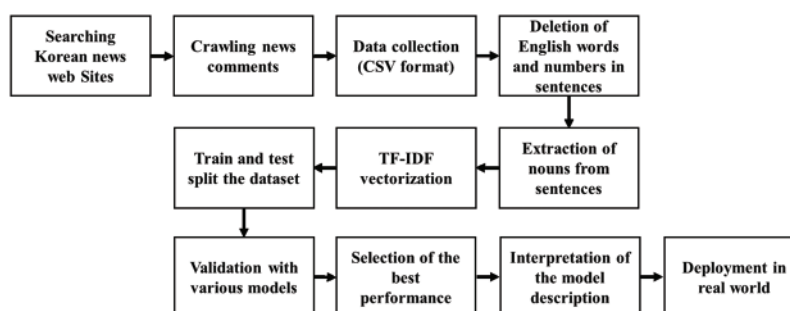 Searching
Korean news
web Sites
Crawling news
comments
Data collection
(CSV format)
Deletion of
English words
and numbers in
sentences
Extraction of
nouns from
sentences
TF-IDF
vectorization
Train and test
split the dataset
Validation with
various models
Selection of the
best
performance
Interpretation of
the model
description
Deployment in
real world